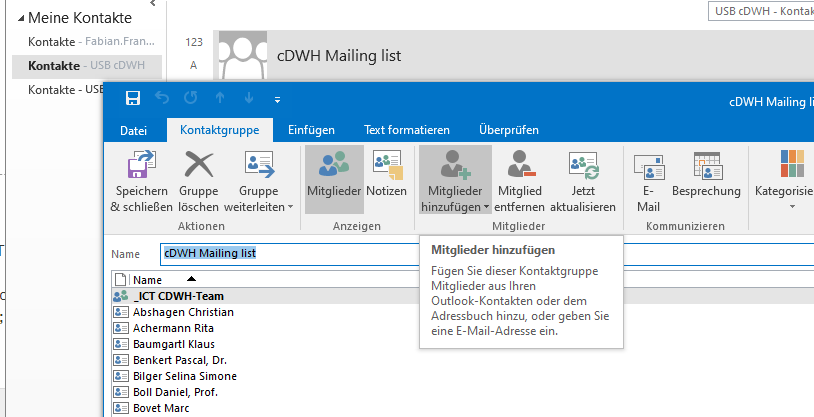 Meine Kontakte
Kontakte - Fabian.Fran...
Kontakte - USB cDWH
Kontakte - USB
USB cDWH - Kontak
123
A
cDWH Mailing list
cDWH Mailing li
Datei Kontaktgruppe Einfügen Text formatieren Überprüfen
Speichern & schließen
Gruppe löschen
Gruppe weiterleiten
Mitglieder
Notizen
Mitglieder hinzufügen
Mitglied entfernen
Jetzt aktualisieren
E-Mail
Besprechung
Kategorisie
Aktionen Anzeigen Mitglieder Kommunizieren
Name cDWH Mailing list
Name
_ICT CDWH-Team
Abshagen Christian
Achermann Rita
Baumgartl Klaus
Benkert Pascal, Dr.
Bilger Selina Simone
Boll Daniel, Prof.
Bovet Marc
Mitglieder hinzufügen
Fügen Sie dieser Kontaktgruppe
Mitglieder aus Ihren
Outlook-Kontakten oder dem
Adressbuch hinzu, oder geben Sie
eine E-Mail-Adresse ein.